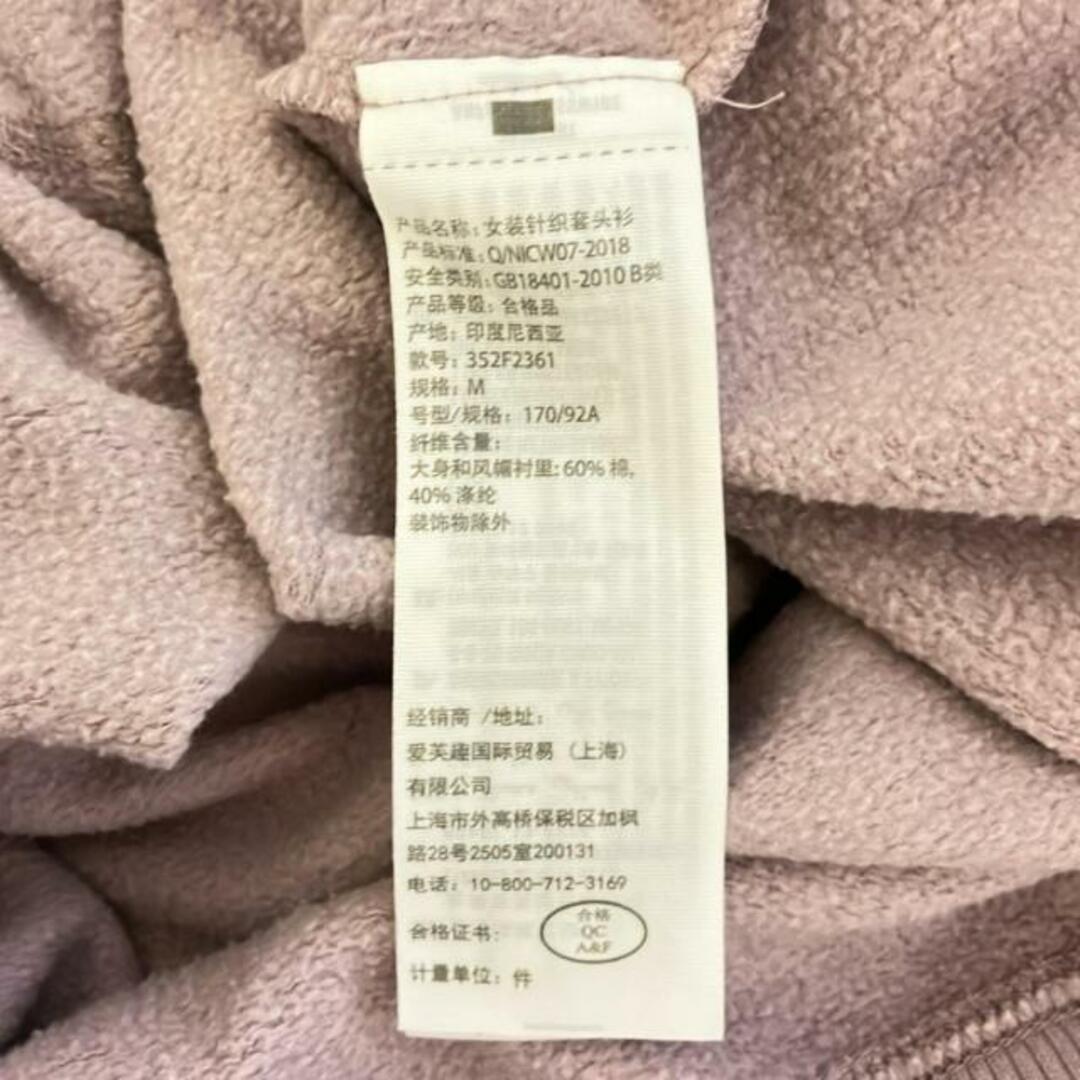 产品名称: 女装针织套头衫
产品标准: Q/NICW07-2018
安全类别: GB18401-2010 B类
产品等级: 合格品
产地: 印度尼西亚
款号: 352F2361
规格: M
号型/规格: 170/92A
纤维含量:
大身和风帽衬里: 60% 棉,
40% 涤纶
装饰物除外
经销商 /地址:
爱芙趣国际贸易 (上海)
有限公司
上海市外高桥保税区加枫
路28号2505室200131
电话: 10-800-712-3169
合格证书:
合格
QC
A&F
计量单位: 件